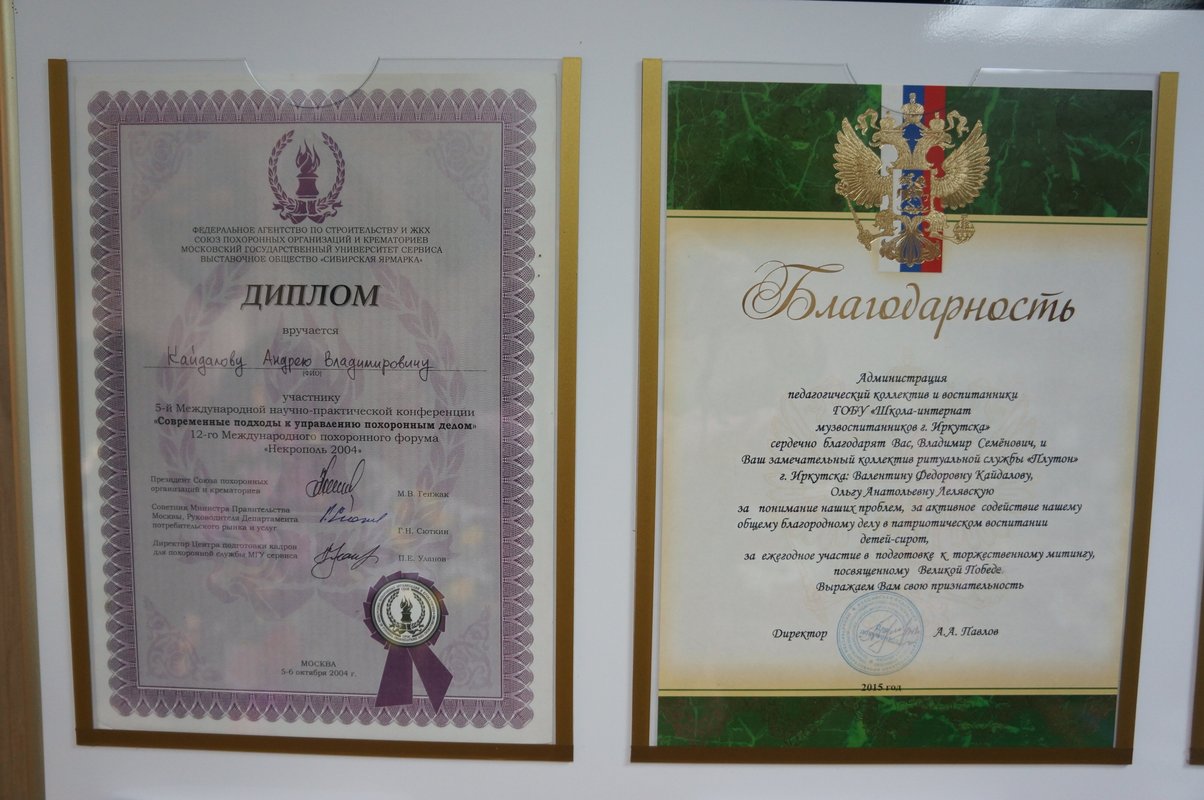 ФЕДЕРАЛЬНОЕ АГЕНТСТВО ПО СТРОИТЕЛЬСТВУ И ЖКХ
СОЮЗ ПОХОРОННЫХ ОРГАНИЗАЦИЙ И КРЕМАТОРИЕВ
МОСКОВСКИЙ ГОСУДАРСТВЕННЫЙ УНИВЕРСИТЕТ СЕРВИСА
ВЫСТАВОЧНОЕ ОБЩЕСТВО «СИБИРСКАЯ ЯРМАРКА»
ДИПЛОМ
вручается
Кайдалову Андрею Владимировичу
(ФИО)
участнику
5-й Международной научно-практической конференции
«Современные подходы к управлению похоронным делом»
12-го Международного похоронного форума
«Некрополь 2004»
Президент Союза похоронных
организаций и крематориев
М.В. Генжак
Советник Министра Правительства
Москвы, Руководителя Департамента
потребительского рынка и услуг
Г.Н. Сюткин
Директор Центра подготовки кадров
для похоронной службы МГУ сервиса
П.Е. Уланов
МОСКВА
5-6 октября 2004 г.
Благодарность
Администрация
педагогический коллектив и воспитанники
ГОБУ «Школа-интернат
музвоспитанников г. Иркутска»
сердечно благодарят Вас, Владимир Семёнович, и
Ваш замечательный коллектив ритуальной службы «Плутон»
г. Иркутска: Валентину Федоровну Кайдалову,
Ольгу Анатольевну Лелявскую
за понимание наших проблем, за активное содействие нашему
общему благородному делу в патриотическом воспитании
детей-сирот,
за ежегодное участие в подготовке к торжественному митингу,
посвященному Великой Победе.
Выражаем Вам свою признательность
Директор
А.А. Павлов
2015 год